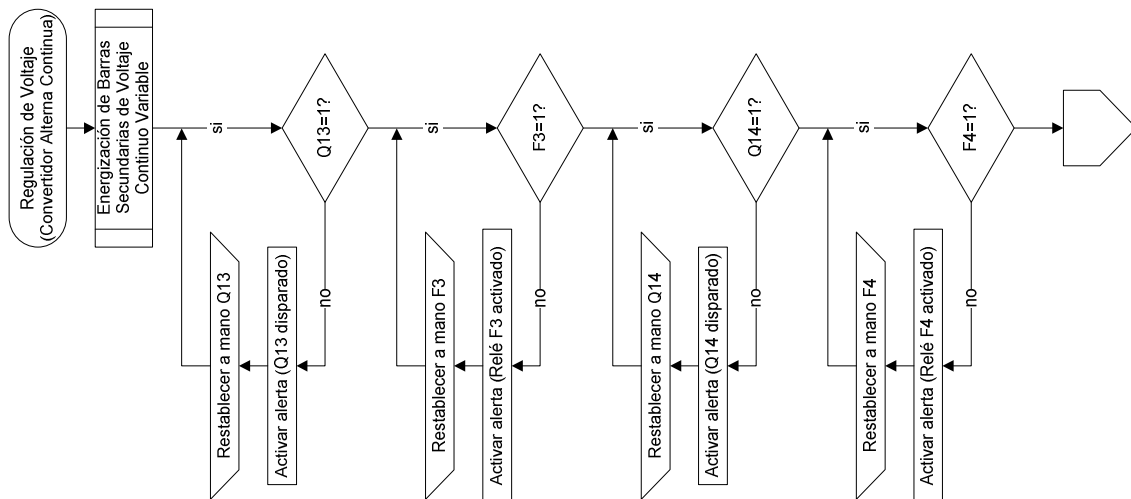 Regulación de Voltaje
(Convertidor Alterna Continua)
Energización de Barras
Secundarias de Voltaje
Continuo Variable
si
Q13=1?
no
Activar alerta (Q13 disparado)
Restablecer a mano Q13
si
F3=1?
no
Activar alerta (Relé F3 activado)
Restablecer a mano F3
si
Q14=1?
no
Activar alerta (Q14 disparado)
Restablecer a mano Q14
si
F4=1?
no
Activar alerta (Relé F4 activado)
Restablecer a mano F4